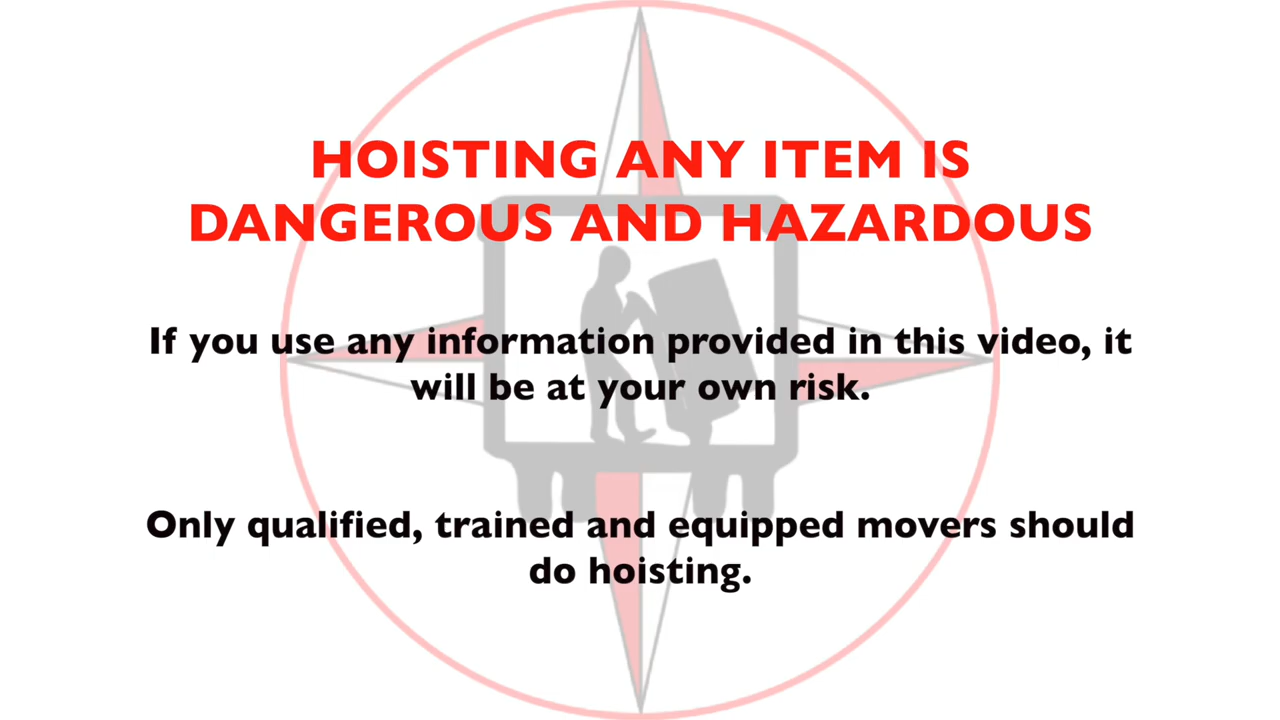 HOISTING ANY ITEM IS
DANGEROUS AND HAZARDOUS
If you use any information provided in this video, it
will be at your own risk.
Only qualified, trained and equipped movers should
do hoisting.